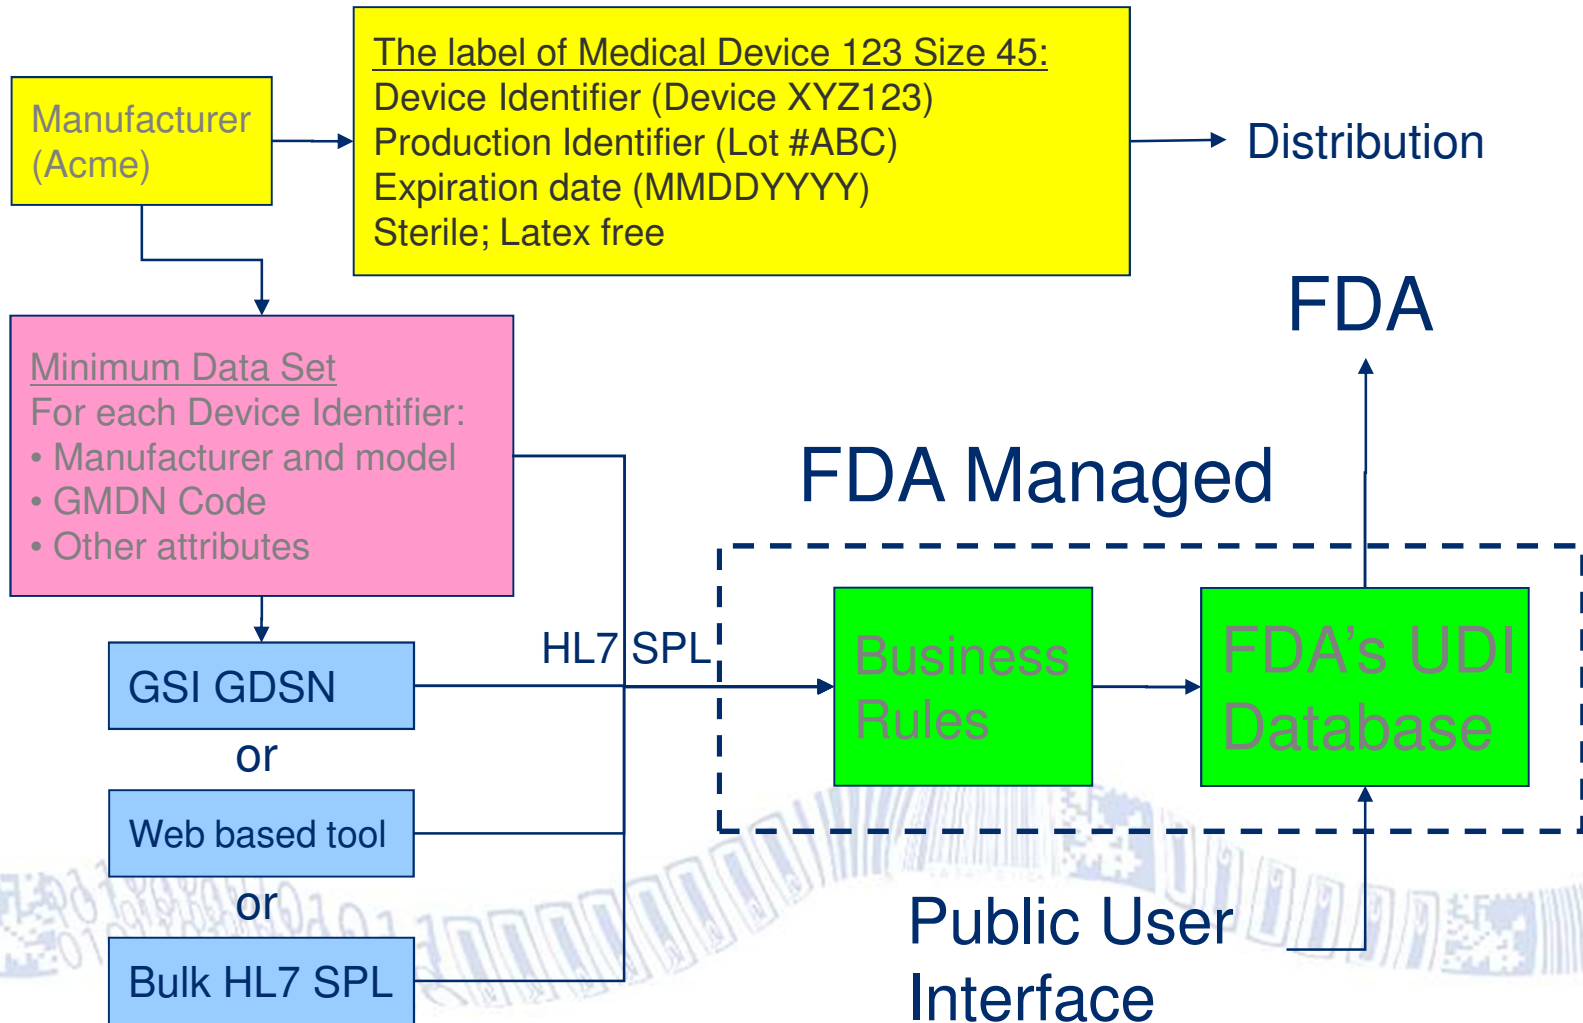 The label of Medical Device 123 Size 45:
Device Identifier (Device XYZ123)
Production Identifier (Lot #ABC)
Expiration date (MMDDYYYY)
Sterile; Latex free
Manufacturer
(Acme)
Distribution
FDA
Minimum Data Set
For each Device Identifier:
• Manufacturer and model
• GMDN Code
• Other attributes
FDA Managed
HL7 SPL
GSI GDSN
or
Web based tool
or
Bulk HL7 SPL
Business
Rules
FDA's UDI
Database
Public User
Interface